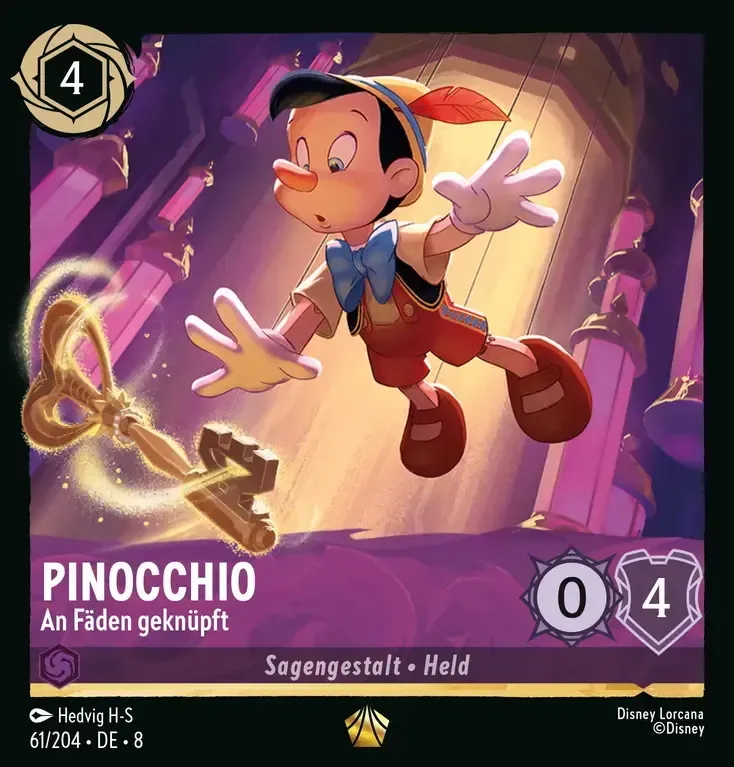 4
PINOCCHIO
An Fäden geknüpft
0
4
Sagengestalt • Held
Hedvig H-S
61/204 • DE • 8
Disney Lorcana
©Disney